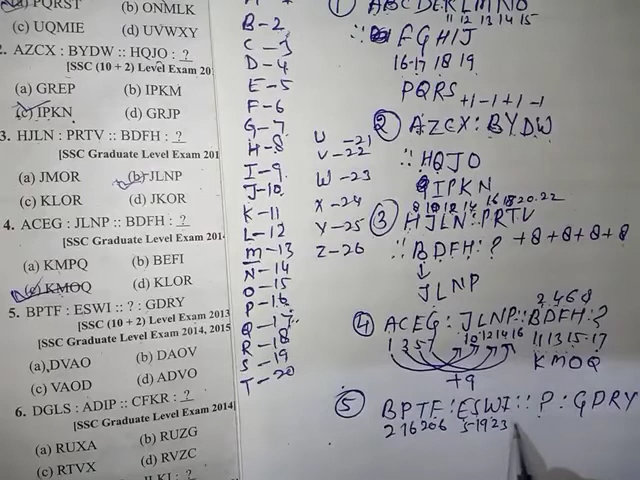 (a) PQRST (b) ONMLK
(c) UQMIE (d) UVWXY
2. AZCX : BYDW :: HQJO : ?
[SSC (10 + 2) Level Exam 20
(a) GREP (b) IPKM
(c) IPKN (d) GRJP
3. HJLN : PRTV :: BDFH : ?
[SSC Graduate Level Exam 201
(a) JMOR (b) JLNP
(c) KLOR (d) JKOR
4. ACEG : JLNP :: BDFH : ?
[SSC Graduate Level Exam 201
(a) KMPQ (b) BEFI
(c) KMOQ (d) KLOR
5. BPTF : ESWI :: ? : GDRY
[SSC (10 + 2) Level Exam 2013
[SSC Graduate Level Exam 2014, 2015
(a) DVAO (b) DAOV
(c) VAOD (d) ADVO
6. DGLS : ADIP :: CFKR : ?
[SSC Graduate Level Exam 2014
(a) RUXA (b) RUZG
(c) RTVX (d) RVZC
B-2
C-3
D-4
E-5
F-6
G-7
H-8
I-9
J-10
K-11
L-12
M-13
N-14
O-15
P-16
Q-17
R-18
S-19
T-20
U-21
V-22
W-23
X-24
Y-25
Z-26
1
11 12 13 14 15
∴ FGHIJ
16-17 18 19
PQRS +1-1+1-1
2 AZCX : BYDW
∴ HQJO
IPKN
8 10 12 14 16 18 20.22
3 HJLN : PRTV
∴ BDFH : ? +8+8+8+8
↓
JLNP
2.468
4 ACEG : JLNP :: BDFH : ?
1 3 5 7 10 12 14 16 11 13 15-17
KMOQ
+9
5 BPTF : ESWI :: ? : GDRY
2 16 20 6 5-19 23